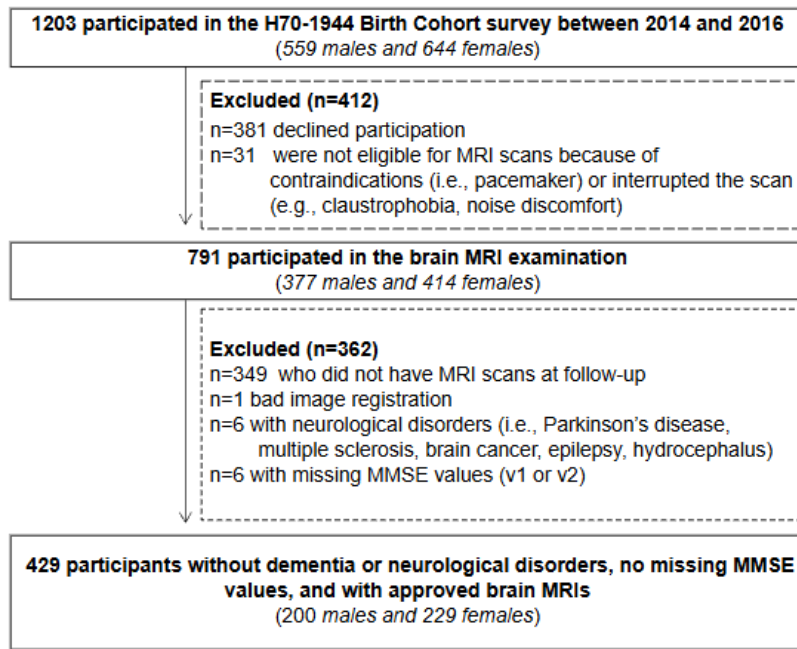 1203 participated in the H70-1944 Birth Cohort survey between 2014 and 2016
(559 males and 644 females)
Excluded (n=412)
n=381 declined participation
n=31 were not eligible for MRI scans because of
contraindications (i.e., pacemaker) or interrupted the scan
(e.g., claustrophobia, noise discomfort)
791 participated in the brain MRI examination
(377 males and 414 females)
Excluded (n=362)
n=349 who did not have MRI scans at follow-up
n=1 bad image registration
n=6 with neurological disorders (i.e., Parkinson's disease,
multiple sclerosis, brain cancer, epilepsy, hydrocephalus)
n=6 with missing MMSE values (v1 or v2)
429 participants without dementia or neurological disorders, no missing MMSE
values, and with approved brain MRIs
(200 males and 229 females)